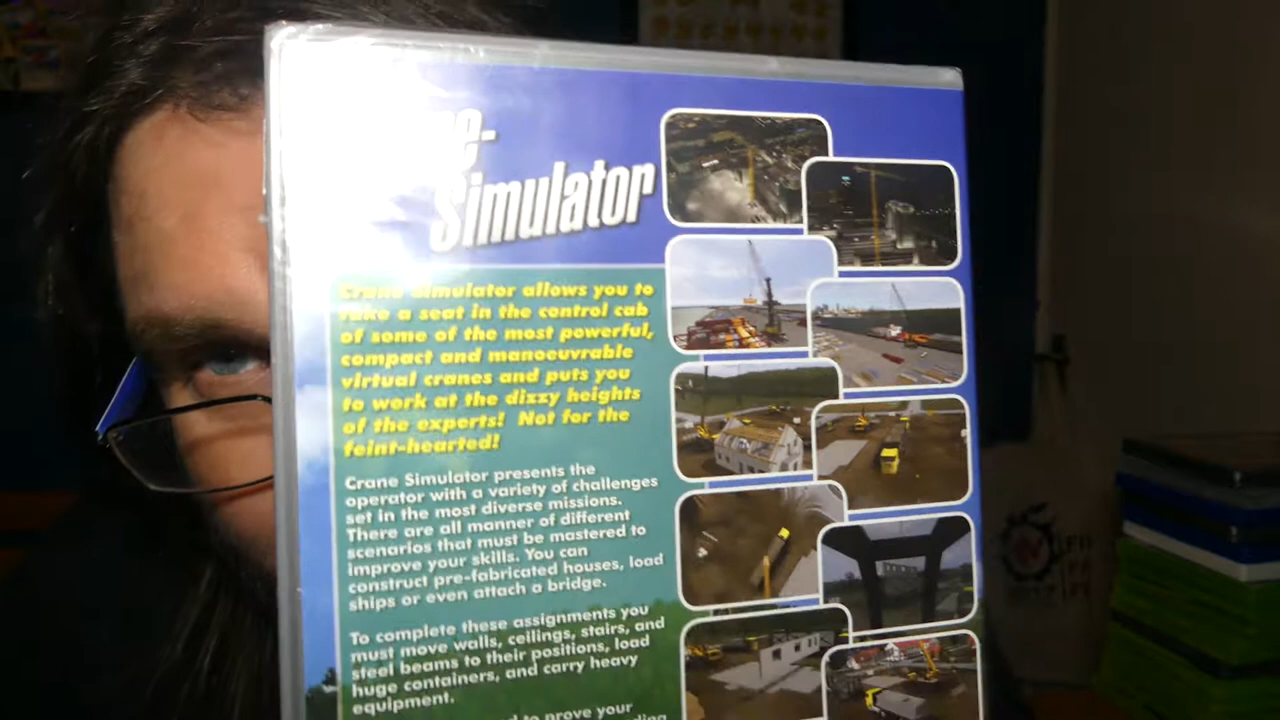 e-
Simulator
Crane Simulator allows you to
take a seat in the control cab
of some of the most powerful,
compact and manoeuvrable
virtual cranes and puts you
to work at the dizzy heights
of the experts! Not for the
feint-hearted!
Crane Simulator presents the
operator with a variety of challenges
set in the most diverse missions.
There are all manner of different
scenarios that must be mastered to
improve your skills. You can
construct pre-fabricated houses, load
ships or even attach a bridge.
To complete these assignments you
must move walls, ceilings, stairs, and
steel beams to their positions, load
huge containers, and carry heavy
equipment.
to prove your